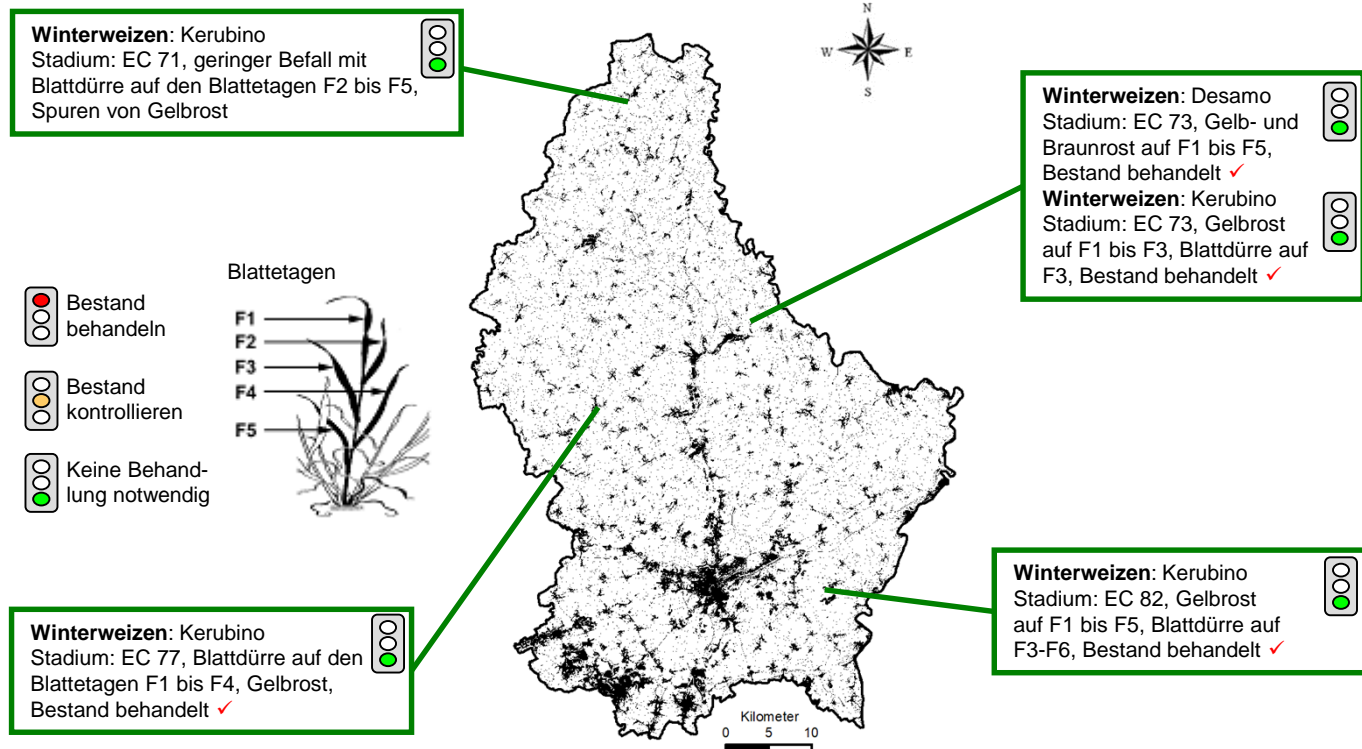 Winterweizen: Kerubino
Stadium: EC 71, geringer Befall mit
Blattdürre auf den Blattetagen F2 bis F5,
Spuren von Gelbrost
N
W
E
S
Winterweizen: Desamo
Stadium: EC 73, Gelb- und
Braunrost auf F1 bis F5,
Bestand behandelt ✓
Winterweizen: Kerubino
Stadium: EC 73, Gelbrost
auf F1 bis F3, Blattdürre auf
F3, Bestand behandelt ✓
Bestand
behandeln
Bestand
kontrollieren
Keine Behand-
lung notwendig
Blattetagen
F1
F2
F3
F4
F5
Winterweizen: Kerubino
Stadium: EC 77, Blattdürre auf den
Blattetagen F1 bis F4, Gelbrost,
Bestand behandelt ✓
Winterweizen: Kerubino
Stadium: EC 82, Gelbrost
auf F1 bis F5, Blattdürre auf
F3-F6, Bestand behandelt ✓
Kilometer
0 5 10